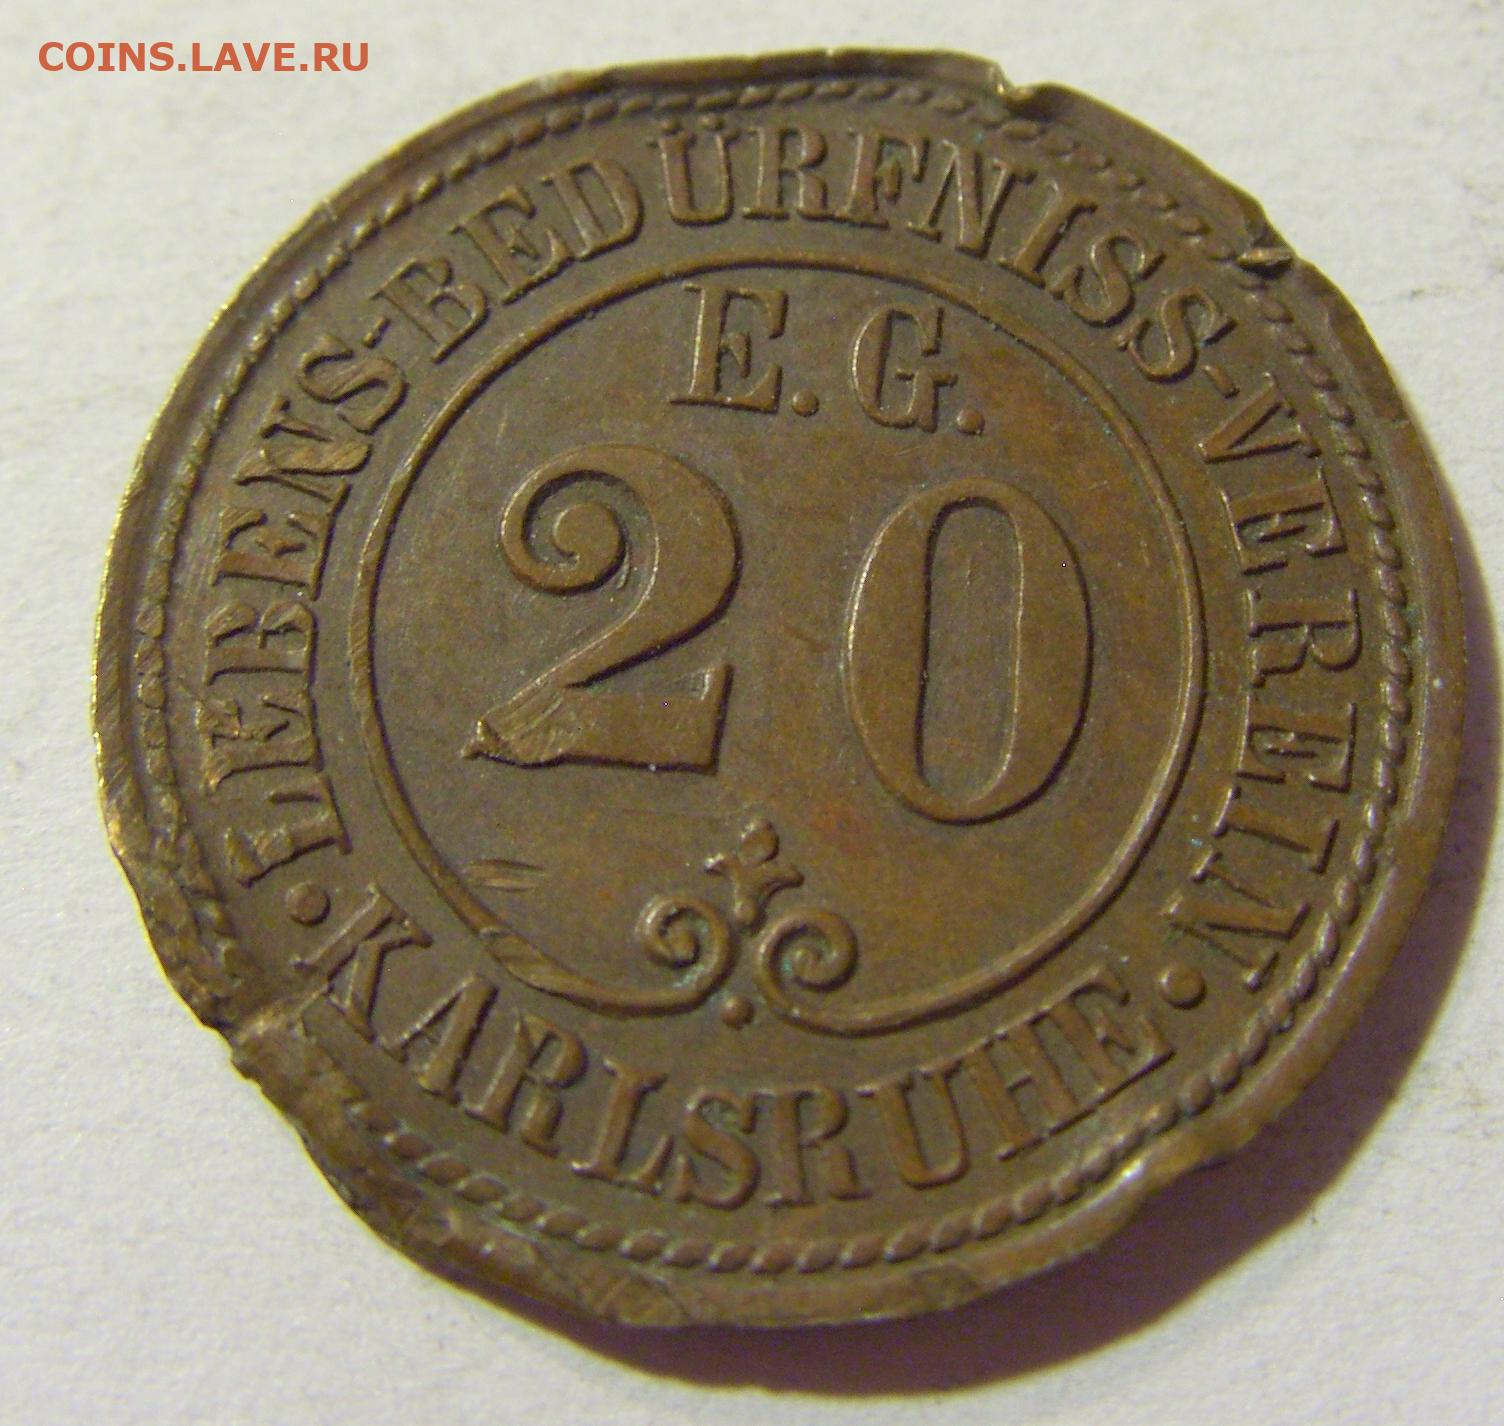 COINS.LAVE.RU
LEBENS-BEDÜRFNISS-VEREIN
E.G.
20
· KARLSRUHE ·